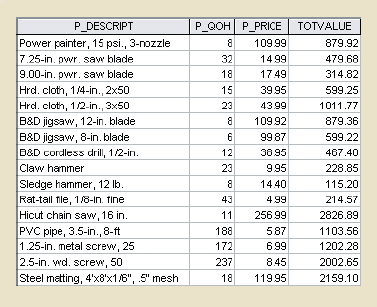 P_DESCRIPT P_QOH P_PRICE TOTVALUE
Power painter, 15 psi., 3-nozzle 8 109.99 879.92
7.25-in. pwr. saw blade 32 14.99 479.68
9.00-in. pwr. saw blade 18 17.49 314.82
Hrd. cloth, 1/4-in., 2x50 15 39.95 599.25
Hrd. cloth, 1/2-in., 3x50 23 43.99 1011.77
B&D jigsaw, 12-in. blade 8 109.92 879.36
B&D jigsaw, 8-in. blade 6 99.87 599.22
B&D cordless drill, 1/2-in. 12 38.95 467.40
Claw hammer 23 9.95 228.85
Sledge hammer, 12 lb. 8 14.40 115.20
Rat-tail file, 1/8-in. fine 43 4.99 214.57
Hicut chain saw, 16 in. 11 256.99 2826.89
PVC pipe, 3.5-in., 8-ft 188 5.87 1103.56
1.25-in. metal screw, 25 172 6.99 1202.28
2.5-in. wd. screw, 50 237 8.45 2002.65
Steel matting, 4'x8'x1/6", .5" mesh 18 119.95 2159.10